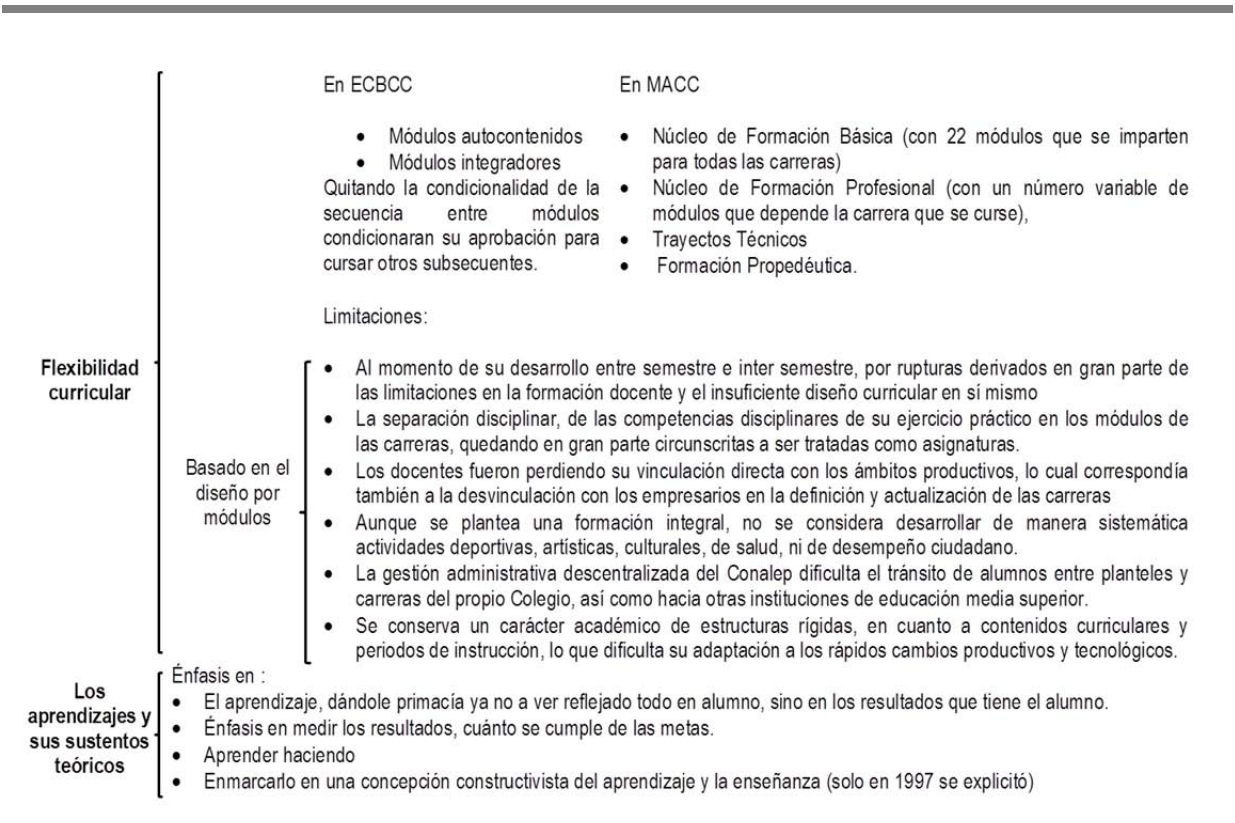 En ECBCC
• Módulos autocontenidos
• Módulos integradores
Quitando la condicionalidad de la
secuencia entre módulos
condicionaran su aprobación para
cursar otros subsecuentes.
En MACC
• Núcleo de Formación Básica (con 22 módulos que se imparten
para todas las carreras)
• Núcleo de Formación Profesional (con un número variable de
módulos que depende la carrera que se curse),
• Trayectos Técnicos
• Formación Propedéutica.
Limitaciones:
Flexibilidad
curricular
Basado en el
diseño por
módulos
• Al momento de su desarrollo entre semestre e inter semestre, por rupturas derivados en gran parte de
las limitaciones en la formación docente y el insuficiente diseño curricular en sí mismo
• La separación disciplinar, de las competencias disciplinares de su ejercicio práctico en los módulos de
las carreras, quedando en gran parte circunscritas a ser tratadas como asignaturas.
• Los docentes fueron perdiendo su vinculación directa con los ámbitos productivos, lo cual correspondía
también a la desvinculación con los empresarios en la definición y actualización de las carreras
• Aunque se plantea una formación integral, no se considera desarrollar de manera sistemática
actividades deportivas, artísticas, culturales, de salud, ni de desempeño ciudadano.
• La gestión administrativa descentralizada del Conalep dificulta el tránsito de alumnos entre planteles y
carreras del propio Colegio, así como hacia otras instituciones de educación media superior.
• Se conserva un carácter académico de estructuras rígidas, en cuanto a contenidos curriculares y
periodos de instrucción, lo que dificulta su adaptación a los rápidos cambios productivos y tecnológicos.
Los
aprendizajes y
sus sustentos
teóricos
Énfasis en :
• El aprendizaje, dándole primacía ya no a ver reflejado todo en alumno, sino en los resultados que tiene el alumno.
• Énfasis en medir los resultados, cuánto se cumple de las metas.
• Aprender haciendo
• Enmarcarlo en una concepción constructivista del aprendizaje y la enseñanza (solo en 1997 se explicitó)